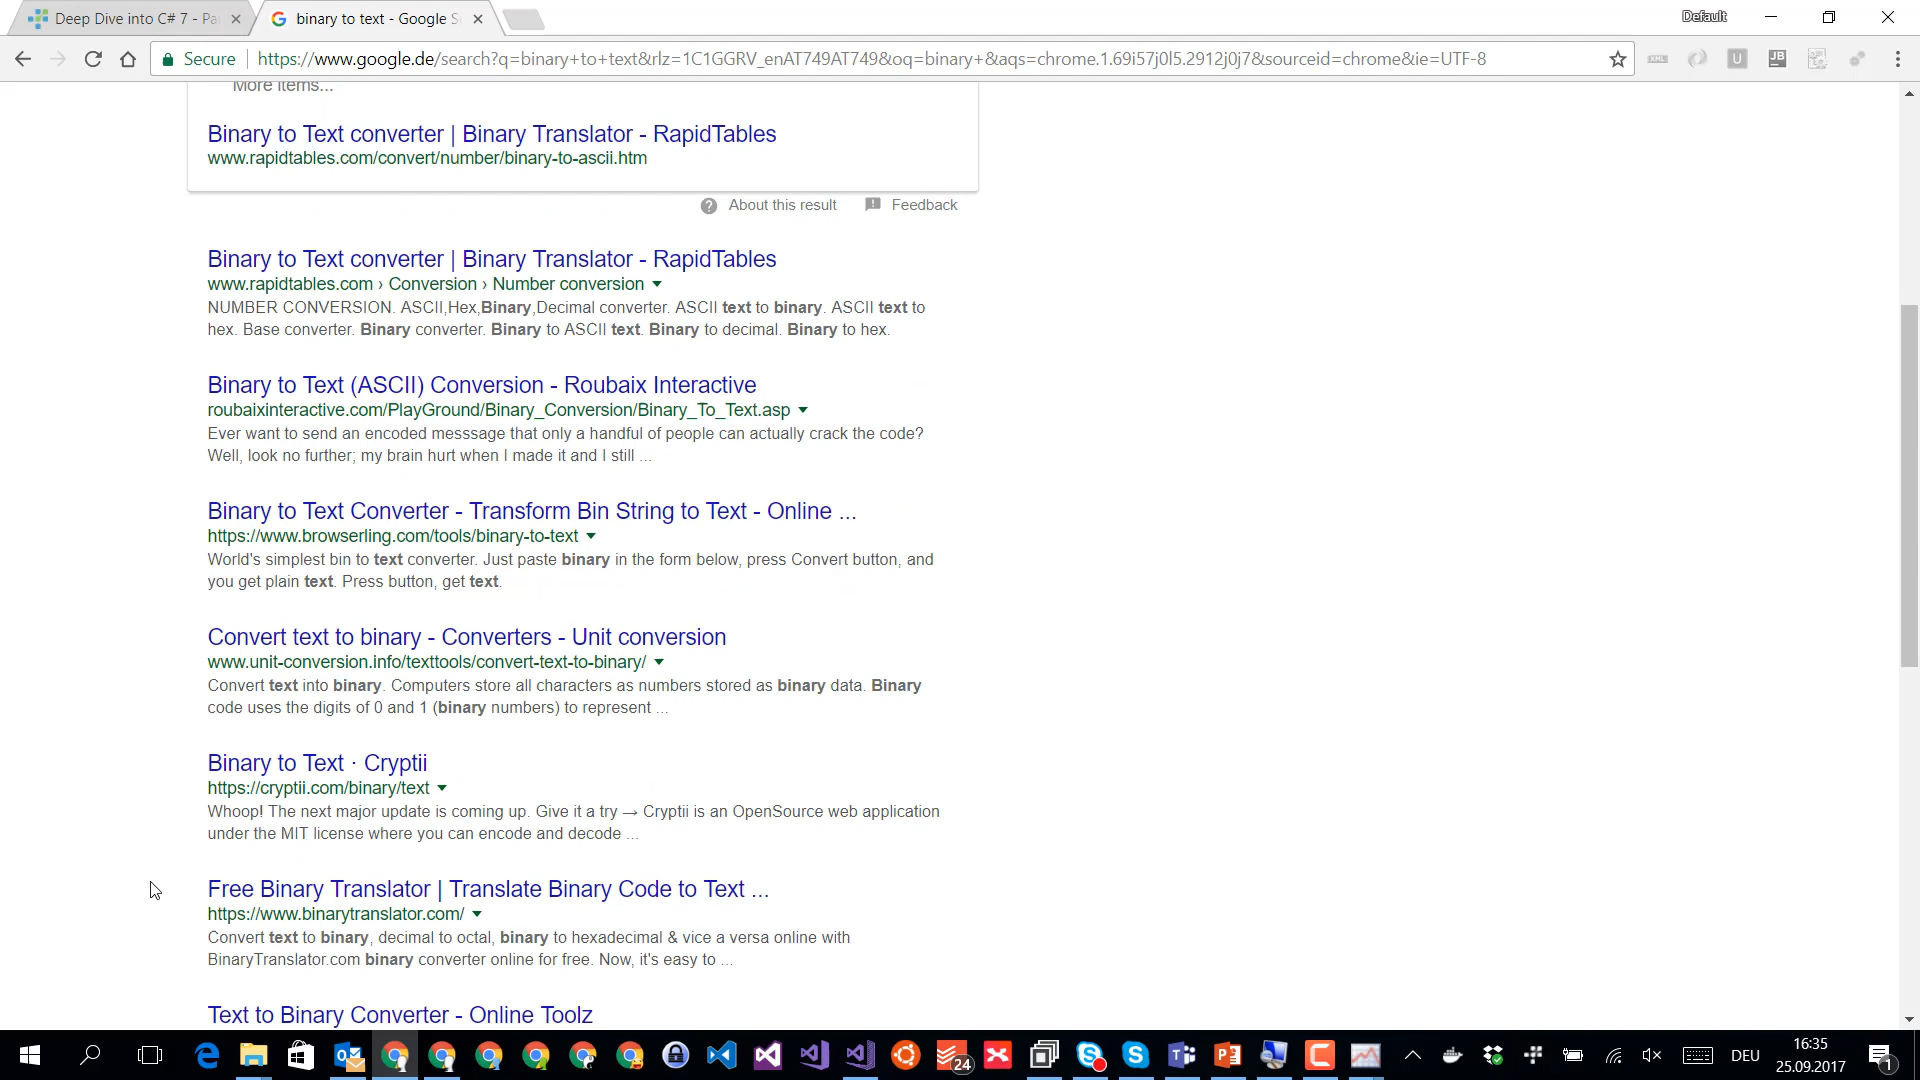 Deep Dive into C# 7 - Pa
binary to text - Google S
Default
Secure
https://www.google.de/search?q=binary+to+text&rlz=1C1GGRV_enAT749AT749&oq=binary+&aqs=chrome.1.69i57j0l5.2912j0j7&sourceid=chrome&ie=UTF-8
More items...
Binary to Text converter | Binary Translator - RapidTables
www.rapidtables.com/convert/number/binary-to-ascii.htm
About this result
Feedback
Binary to Text converter | Binary Translator - RapidTables
www.rapidtables.com › Conversion › Number conversion
NUMBER CONVERSION. ASCII,Hex,Binary,Decimal converter. ASCII text to binary. ASCII text to
hex. Base converter. Binary converter. Binary to ASCII text. Binary to decimal. Binary to hex.
Binary to Text (ASCII) Conversion - Roubaix Interactive
roubaixinteractive.com/PlayGround/Binary_Conversion/Binary_To_Text.asp
Ever want to send an encoded messsage that only a handful of people can actually crack the code?
Well, look no further; my brain hurt when I made it and I still ...
Binary to Text Converter - Transform Bin String to Text - Online ...
https://www.browserling.com/tools/binary-to-text
World's simplest bin to text converter. Just paste binary in the form below, press Convert button, and
you get plain text. Press button, get text.
Convert text to binary - Converters - Unit conversion
www.unit-conversion.info/texttools/convert-text-to-binary/
Convert text into binary. Computers store all characters as numbers stored as binary data. Binary
code uses the digits of 0 and 1 (binary numbers) to represent ...
Binary to Text · Cryptii
https://cryptii.com/binary/text
Whoop! The next major update is coming up. Give it a try → Cryptii is an OpenSource web application
under the MIT license where you can encode and decode ...
Free Binary Translator | Translate Binary Code to Text ...
https://www.binarytranslator.com/
Convert text to binary, decimal to octal, binary to hexadecimal & vice a versa online with
BinaryTranslator.com binary converter online for free. Now, it's easy to ...
Text to Binary Converter - Online Toolz
24
DEU
16:35
25.09.2017
1